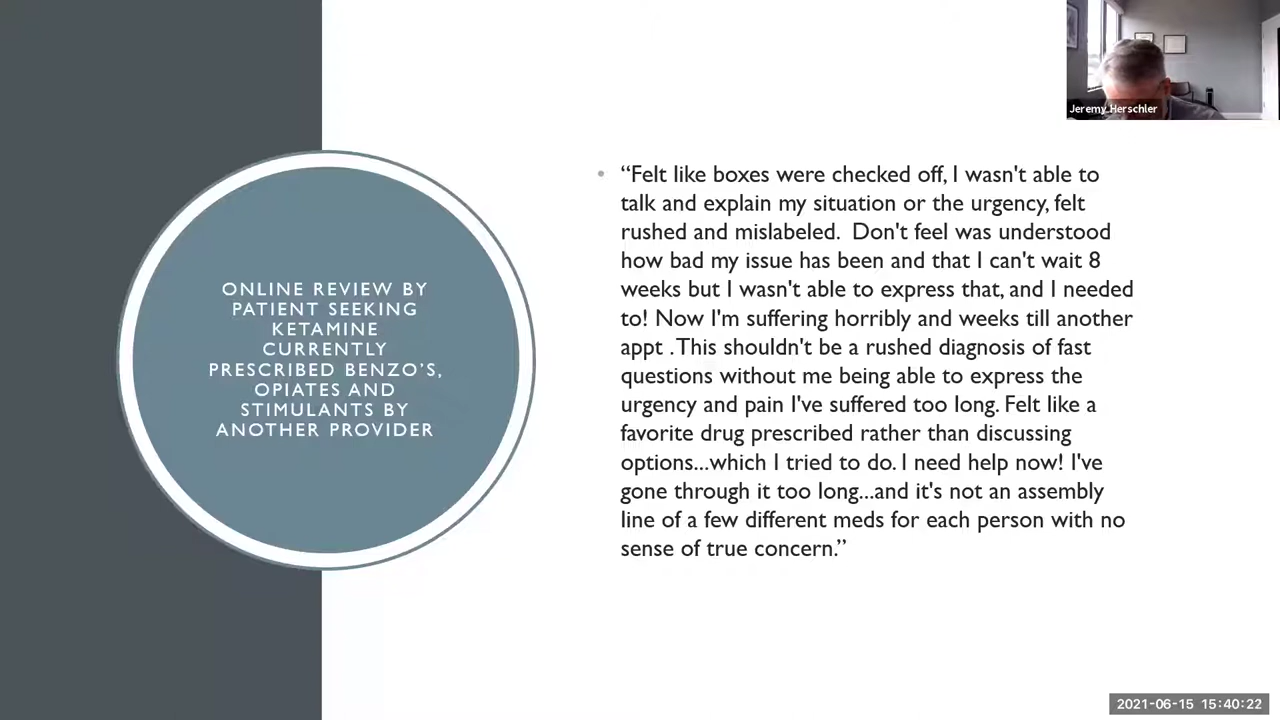 Jeremy Herschler
ONLINE REVIEW BY
PATIENT SEEKING
KETAMINE
CURRENTLY
PRESCRIBED BENZO’S,
OPIATES AND
STIMULANTS BY
ANOTHER PROVIDER
• “Felt like boxes were checked off, I wasn't able to
talk and explain my situation or the urgency, felt
rushed and mislabeled.  Don't feel was understood
how bad my issue has been and that I can't wait 8
weeks but I wasn't able to express that, and I needed
to! Now I'm suffering horribly and weeks till another
appt . This shouldn't be a rushed diagnosis of fast
questions without me being able to express the
urgency and pain I've suffered too long. Felt like a
favorite drug prescribed rather than discussing
options...which I tried to do. I need help now! I've
gone through it too long...and it's not an assembly
line of a few different meds for each person with no
sense of true concern.”
2021-06-15 15:40:22